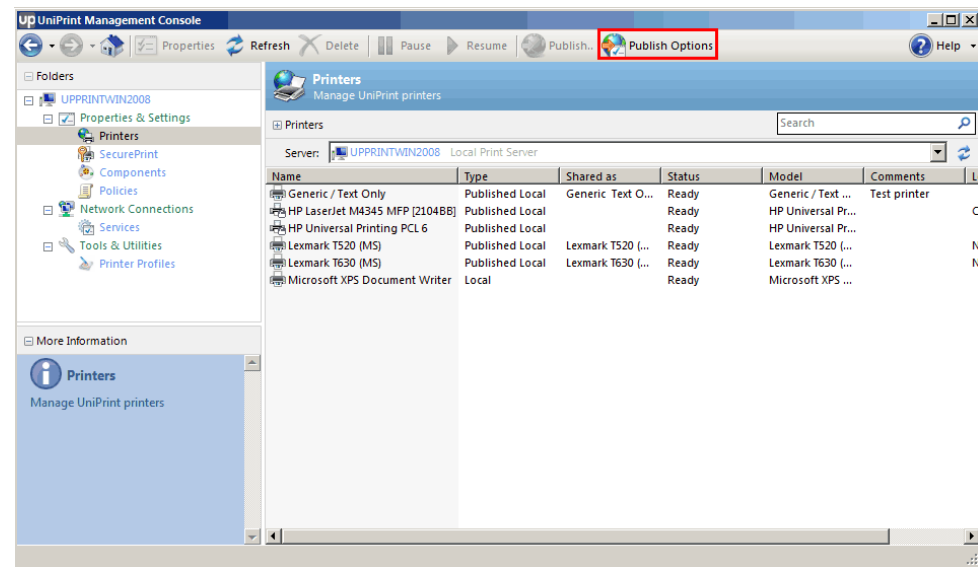 up UniPrint Management Console
Properties Refresh Delete Pause Resume Publish.. Publish Options Help
Folders
UPPRINTWIN2008
Properties & Settings
Printers
SecurePrint
Components
Policies
Network Connections
Services
Tools & Utilities
Printer Profiles
More Information
Printers
Manage UniPrint printers
Printers
Manage UniPrint printers
Printers Search
Server: UPPRINTWIN2008 Local Print Server
Name Type Shared as Status Model Comments L
Generic / Text Only Published Local Generic Text O... Ready Generic / Text ... Test printer
HP LaserJet M4345 MFP [2104BB] Published Local Ready HP Universal Pr...
HP Universal Printing PCL 6 Published Local Ready HP Universal Pr...
Lexmark T520 (MS) Published Local Lexmark T520 (... Ready Lexmark T520 (... N
Lexmark T630 (MS) Published Local Lexmark T630 (... Ready Lexmark T630 (... N
Microsoft XPS Document Writer Local Ready Microsoft XPS ...